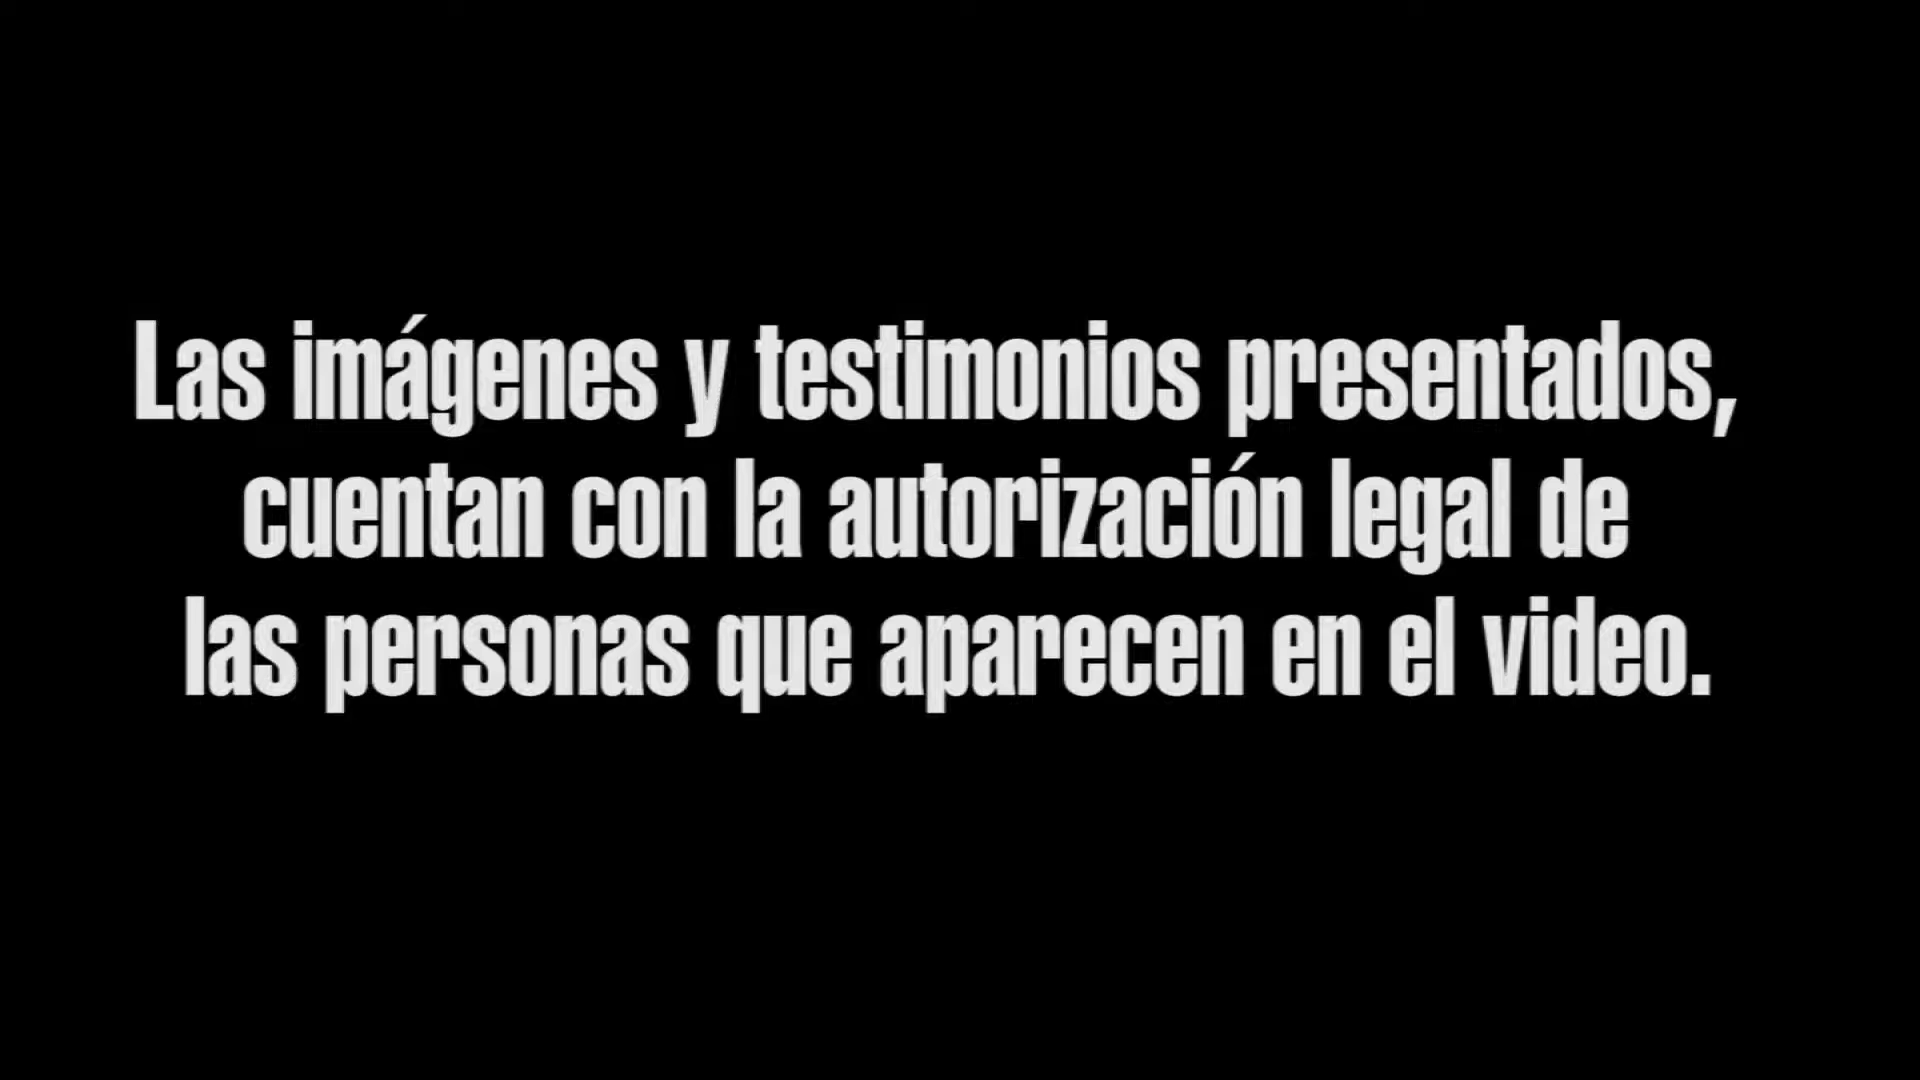 Las imágenes y testimonios presentados,
cuentan con la autorización legal de
las personas que aparecen en el video.